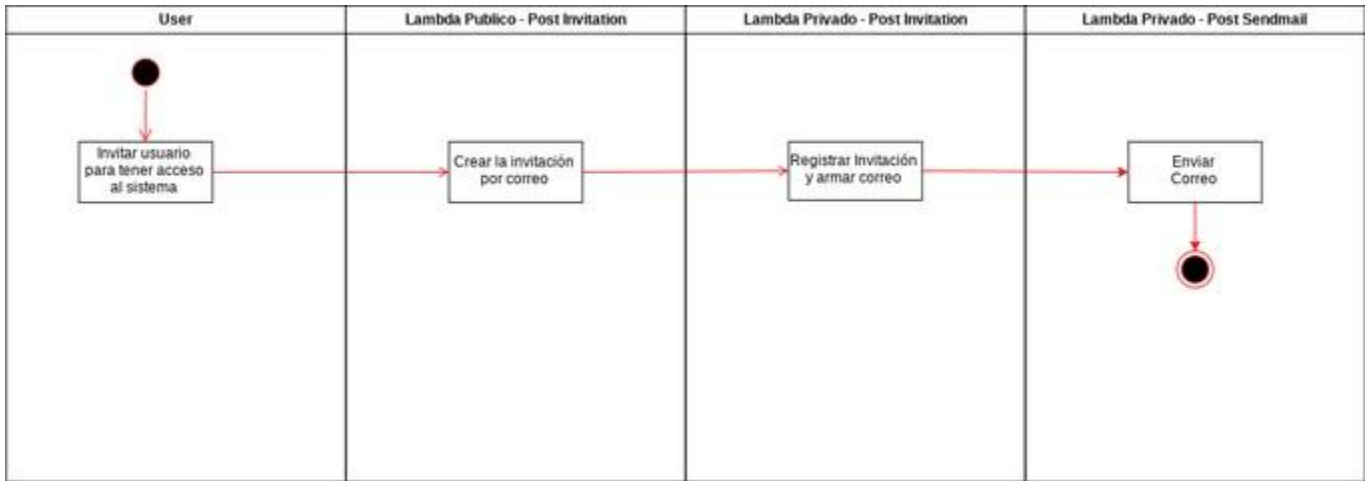 User
Lambda Publico - Post Invitation
Lambda Privado - Post Invitation
Lambda Privado - Post Sendmail
Invitar usuario
para tener acceso
al sistema
Crear la invitación
por correo
Registrar Invitación
y armar correo
Enviar
Correo